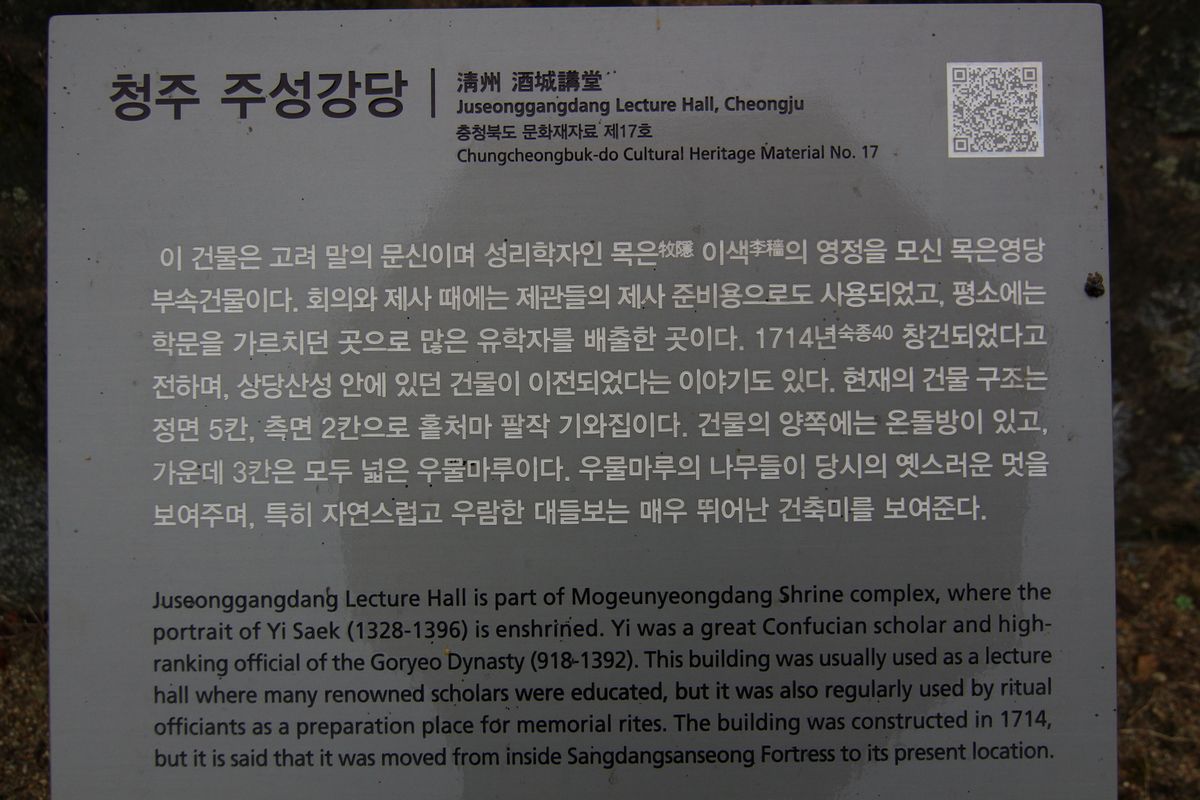 청주 주성강당
淸州 酒城講堂
Juseonggangdang Lecture Hall, Cheongju
충청북도 문화재자료 제17호
Chungcheongbuk-do Cultural Heritage Material No. 17
이 건물은 고려 말의 문신이며 성리학자인 목은牧隱 이색李穡의 영정을 모신 목은영당
부속건물이다. 회의와 제사 때에는 제관들의 제사 준비용으로도 사용되었고, 평소에는
학문을 가르치던 곳으로 많은 유학자를 배출한 곳이다. 1714년숙종40 창건되었다고
전하며, 상당산성 안에 있던 건물이 이전되었다는 이야기도 있다. 현재의 건물 구조는
정면 5칸, 측면 2칸으로 홑처마 팔작 기와집이다. 건물의 양쪽에는 온돌방이 있고,
가운데 3칸은 모두 넓은 우물마루이다. 우물마루의 나무들이 당시의 옛스러운 멋을
보여주며, 특히 자연스럽고 우람한 대들보는 매우 뛰어난 건축미를 보여준다.
Juseonggangdang Lecture Hall is part of Mogeunyeongdang Shrine complex, where the
portrait of Yi Saek (1328-1396) is enshrined. Yi was a great Confucian scholar and high-
ranking official of the Goryeo Dynasty (918-1392). This building was usually used as a lecture
hall where many renowned scholars were educated, but it was also regularly used by ritual
officiants as a preparation place for memorial rites. The building was constructed in 1714,
but it is said that it was moved from inside Sangdangsanseong Fortress to its present location.